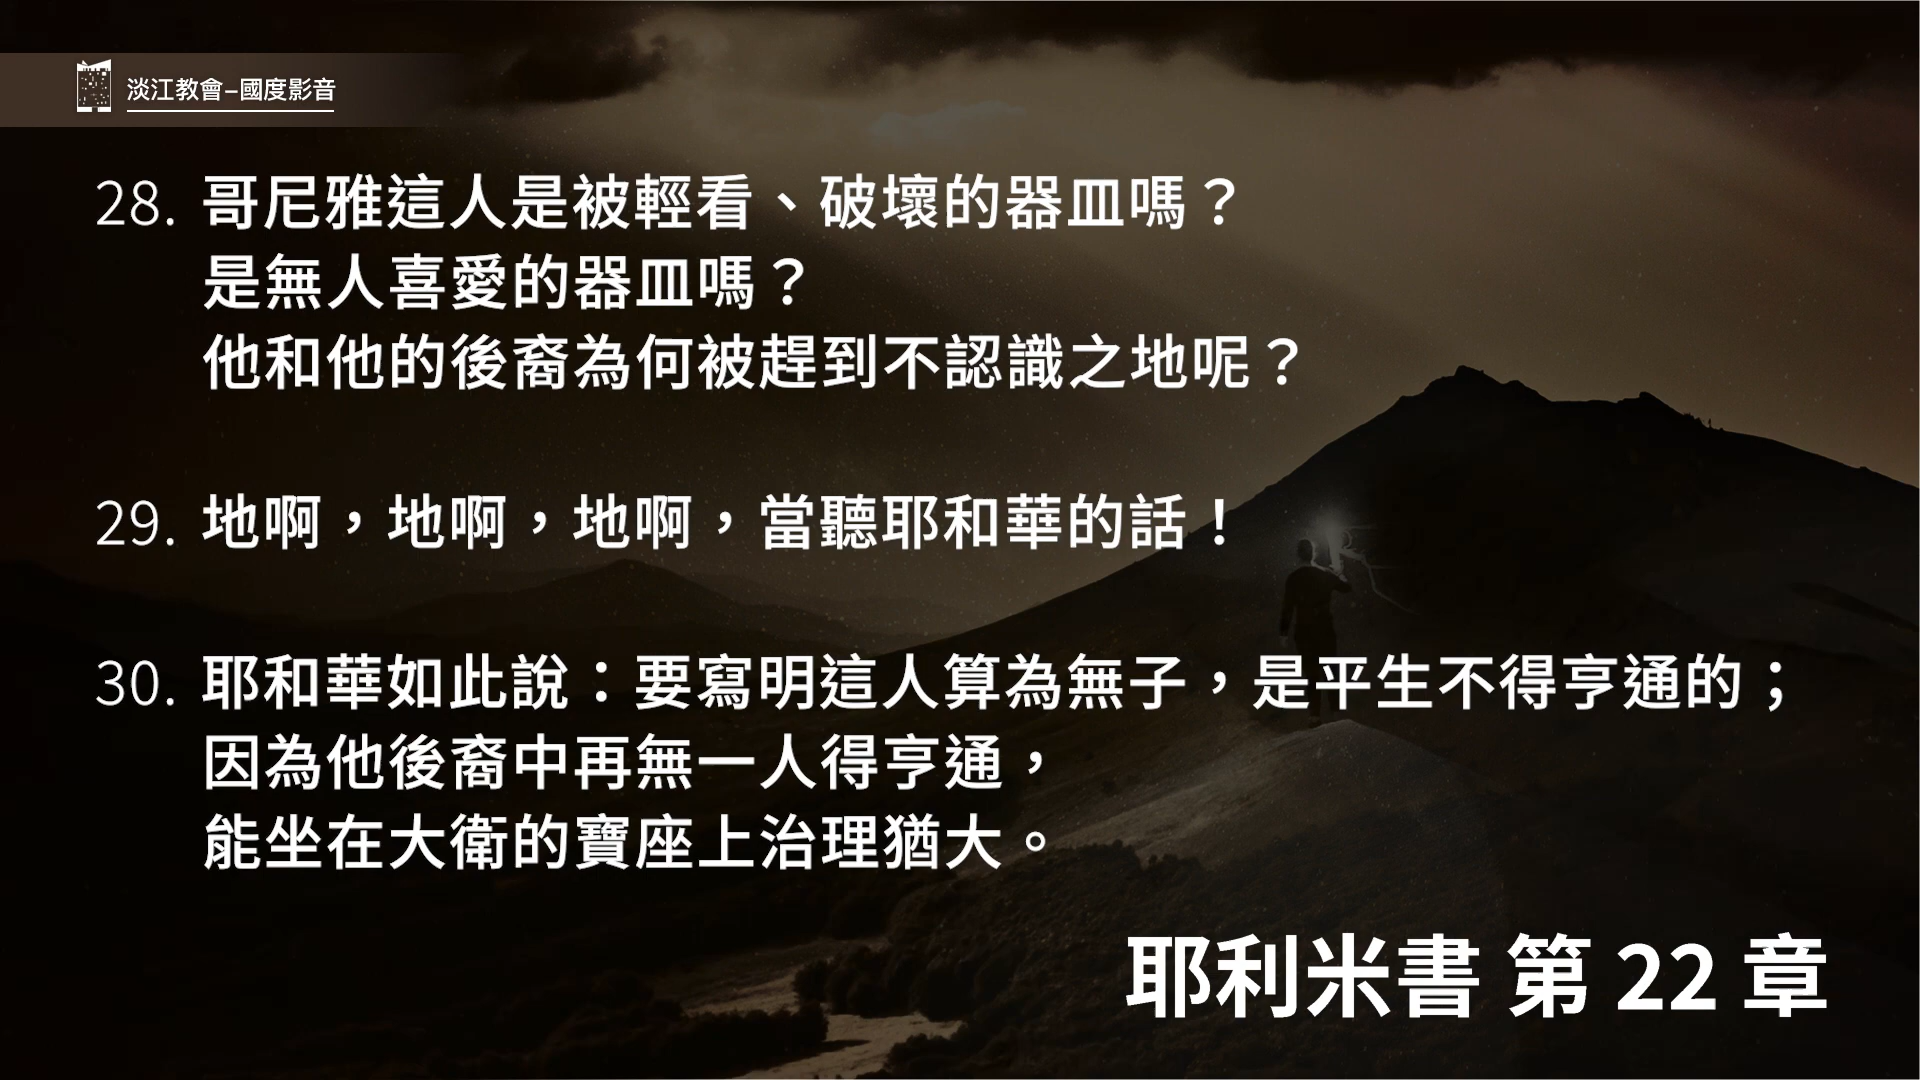 淡江教會–國度影音
28. 哥尼雅這人是被輕看、破壞的器皿嗎？
是無人喜愛的器皿嗎？
他和他的後裔為何被趕到不認識之地呢？
29. 地啊，地啊，地啊，當聽耶和華的話！
30. 耶和華如此說：要寫明這人算為無子，是平生不得亨通的；
因為他後裔中再無一人得亨通，
能坐在大衛的寶座上治理猶大。
耶利米書 第 22 章